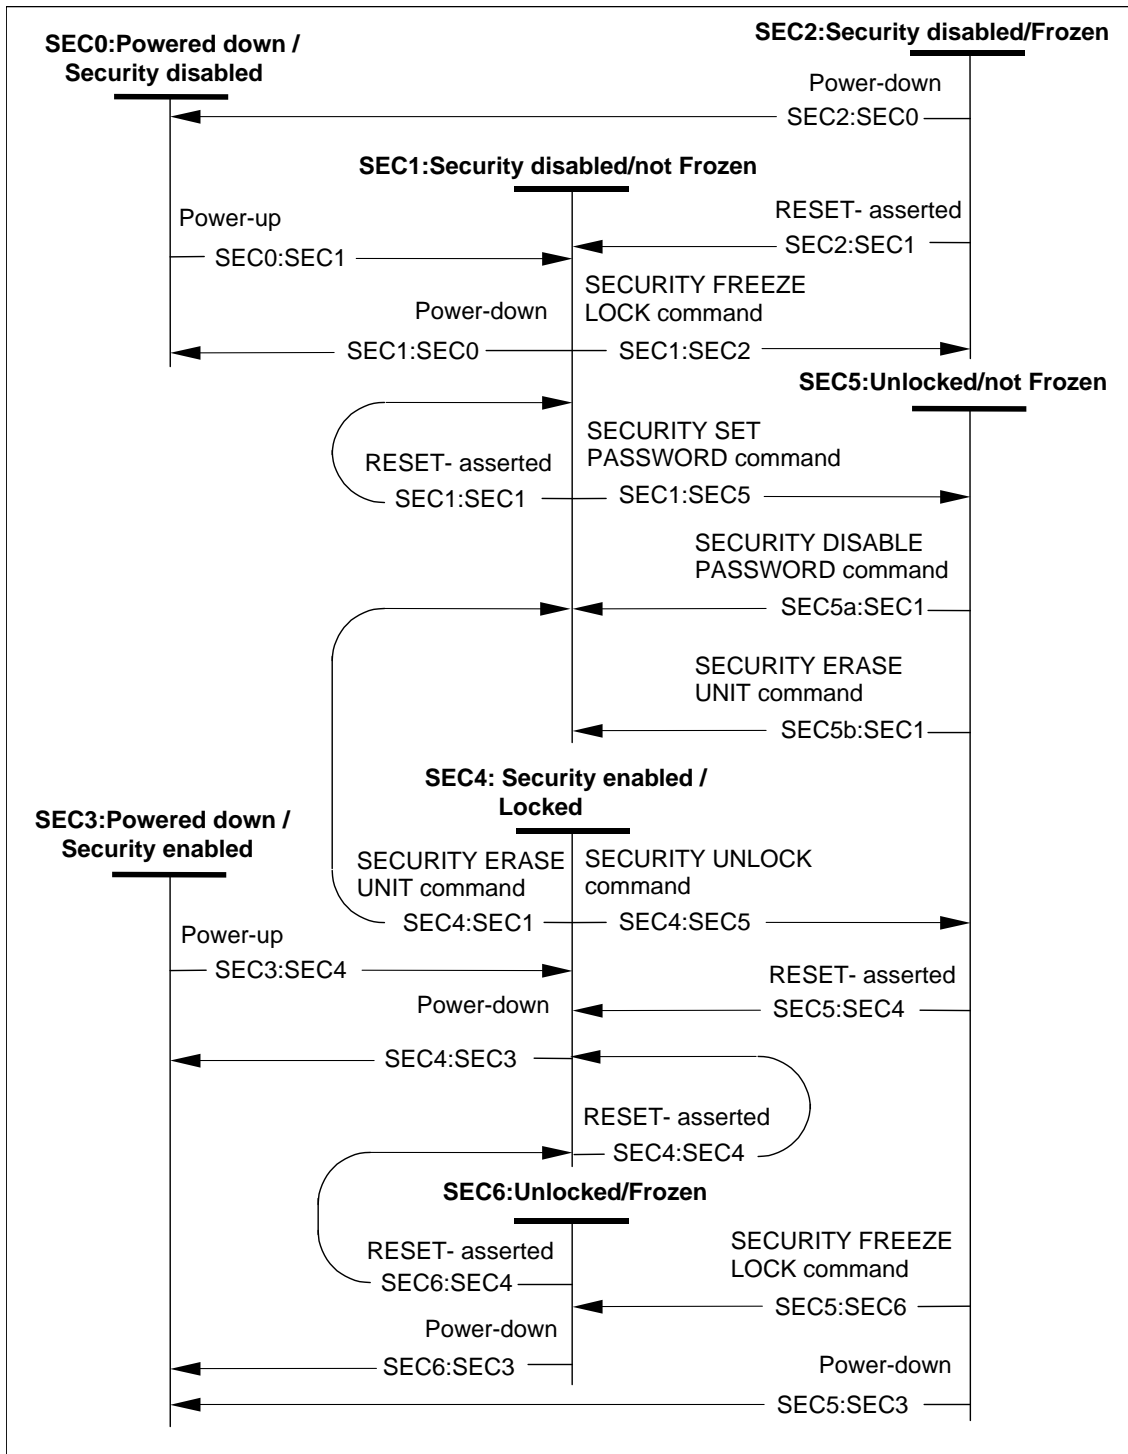 SEC0:Powered down /
Security disabled
SEC2:Security disabled/Frozen
Power-down
SEC2:SEC0
SEC1:Security disabled/not Frozen
Power-up
SEC0:SEC1
RESET- asserted
SEC2:SEC1
Power-down
SECURITY FREEZE
LOCK command
SEC1:SEC0
SEC1:SEC2
SEC5:Unlocked/not Frozen
RESET- asserted
SEC1:SEC1
SECURITY SET
PASSWORD command
SEC1:SEC5
SECURITY DISABLE
PASSWORD command
SEC5a:SEC1
SECURITY ERASE
UNIT command
SEC5b:SEC1
SEC4: Security enabled /
Locked
SEC3:Powered down /
Security enabled
SECURITY ERASE
UNIT command
SEC4:SEC1
SECURITY UNLOCK
command
SEC4:SEC5
Power-up
SEC3:SEC4
RESET- asserted
SEC5:SEC4
Power-down
SEC4:SEC3
RESET- asserted
SEC4:SEC4
SEC6:Unlocked/Frozen
RESET- asserted
SEC6:SEC4
SECURITY FREEZE
LOCK command
SEC5:SEC6
Power-down
SEC6:SEC3
Power-down
SEC5:SEC3